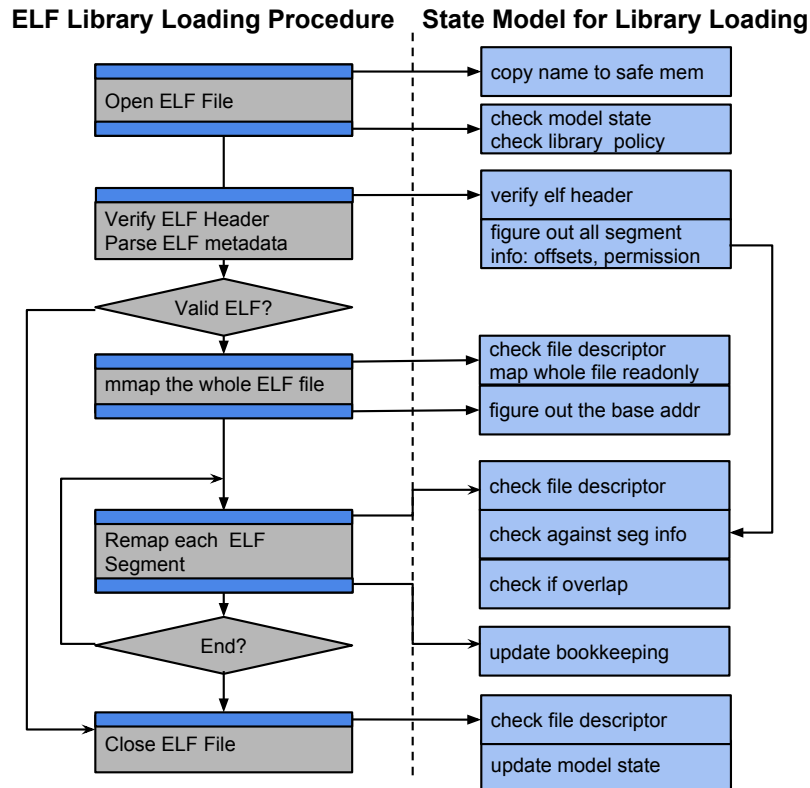 ELF Library Loading Procedure
State Model for Library Loading
Open ELF File
copy name to safe mem
check model state
check library policy
Verify ELF Header
Parse ELF metadata
verify elf header
figure out all segment
info: offsets, permission
Valid ELF?
mmap the whole ELF file
check file descriptor
map whole file readonly
figure out the base addr
Remap each ELF
Segment
check file descriptor
check against seg info
check if overlap
End?
update bookkeeping
Close ELF File
check file descriptor
update model state